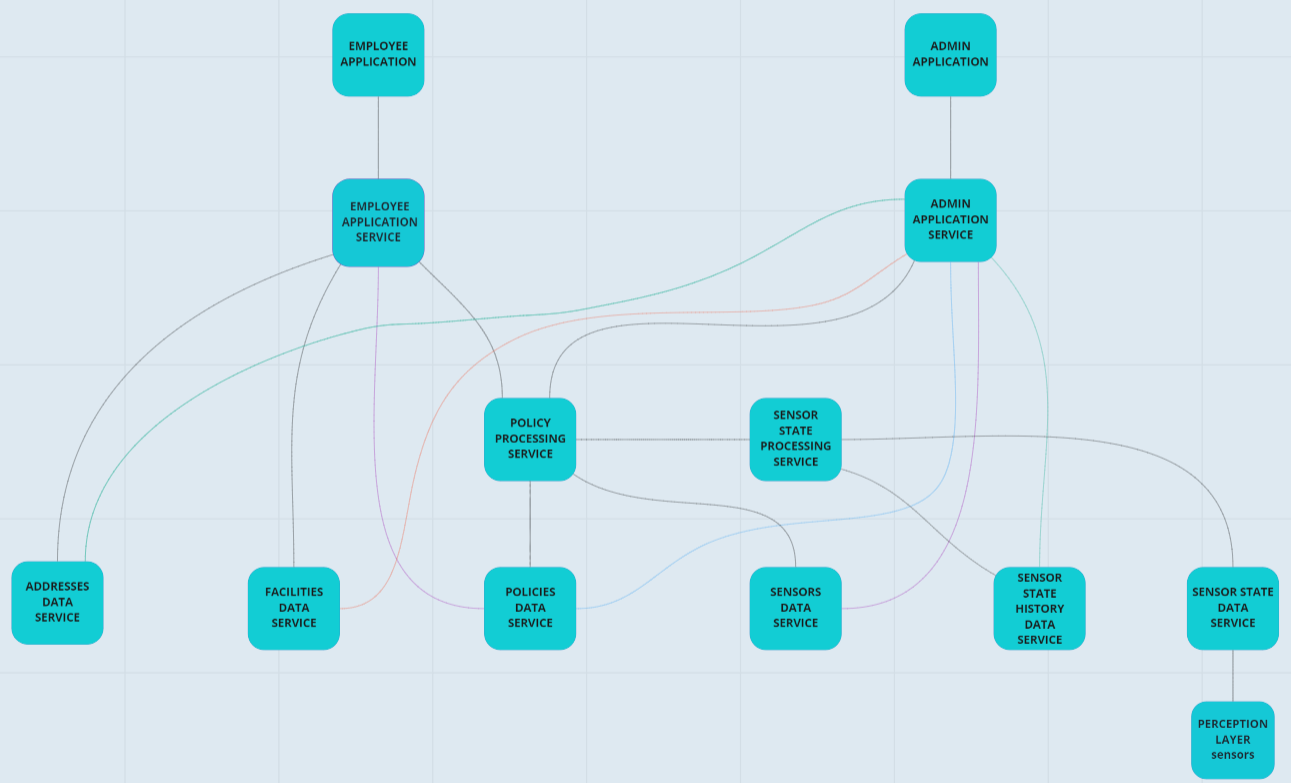 EMPLOYEE
APPLICATION
ADMIN
APPLICATION
EMPLOYEE
APPLICATION
SERVICE
ADMIN
APPLICATION
SERVICE
POLICY
PROCESSING
SERVICE
SENSOR
STATE
PROCESSING
SERVICE
ADDRESSES
DATA
SERVICE
FACILITIES
DATA
SERVICE
POLICIES
DATA
SERVICE
SENSORS
DATA
SERVICE
SENSOR
STATE
HISTORY
DATA
SERVICE
SENSOR STATE
DATA
SERVICE
PERCEPTION
LAYER
sensors